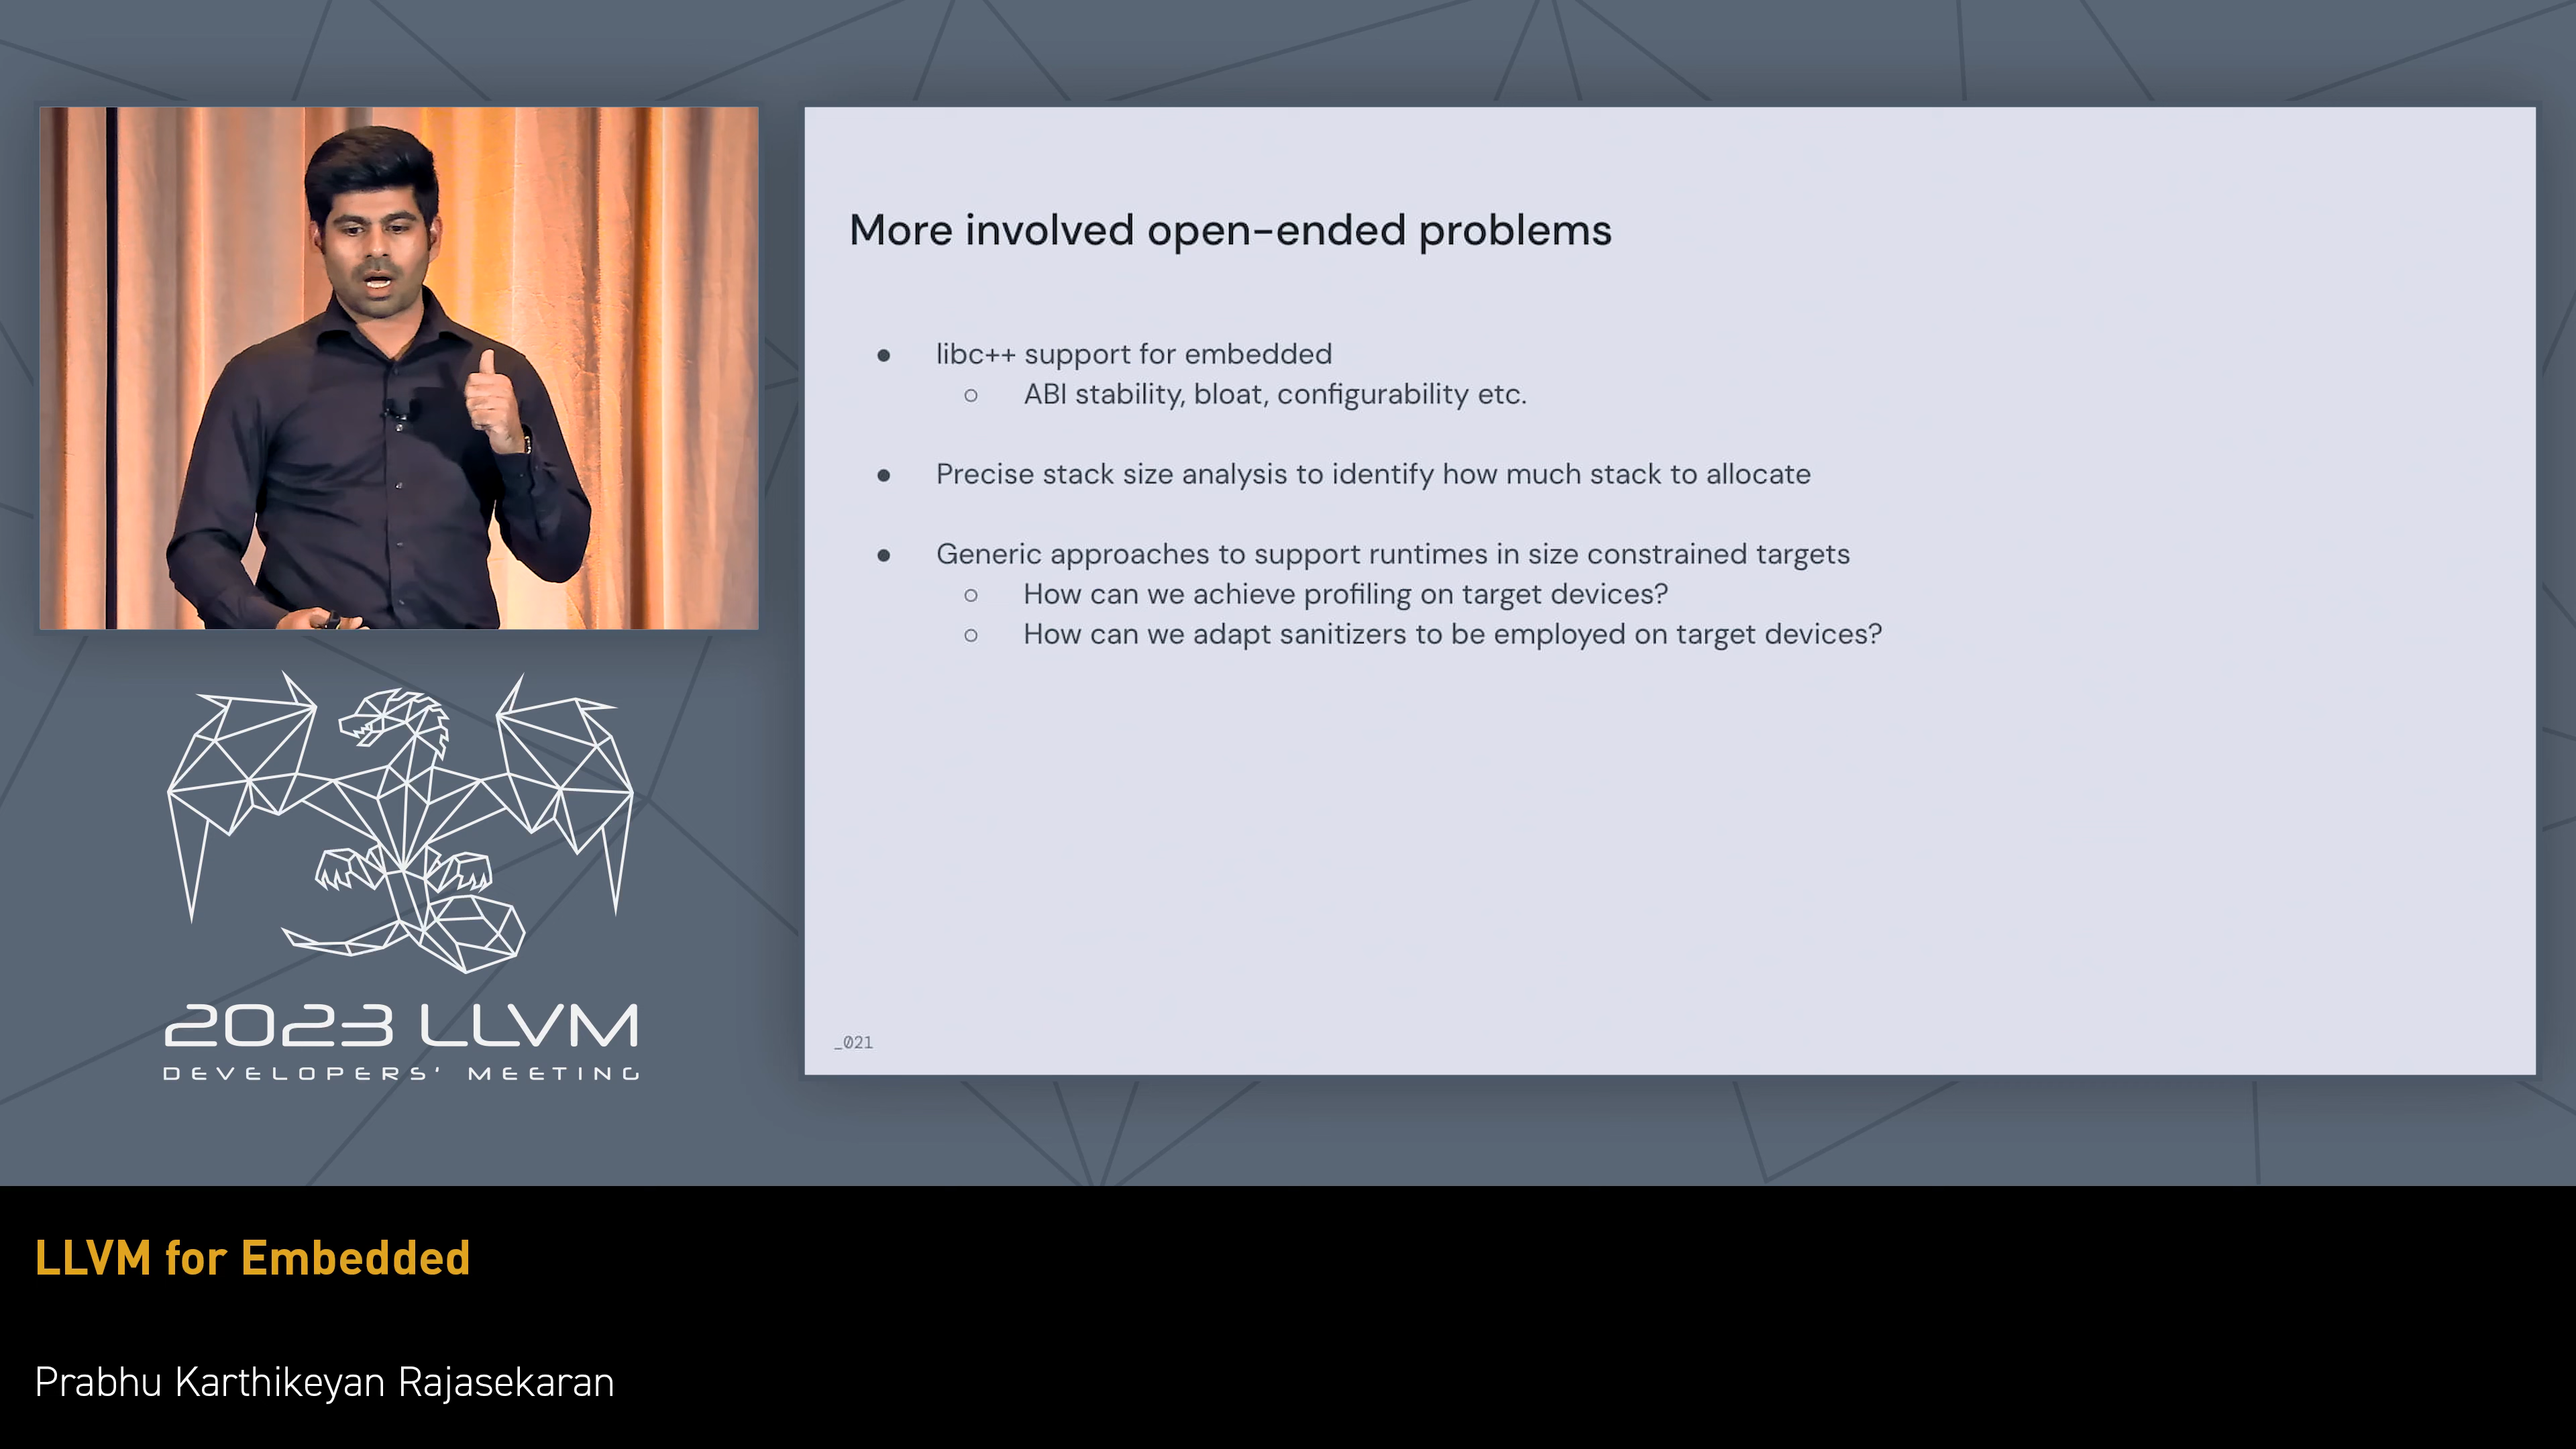 More involved open-ended problems
● libc++ support for embedded
○ ABI stability, bloat, configurability etc.
● Precise stack size analysis to identify how much stack to allocate
● Generic approaches to support runtimes in size constrained targets
○ How can we achieve profiling on target devices?
○ How can we adapt sanitizers to be employed on target devices?
_021
2023 LLVM
DEVELOPERS' MEETING
LLVM for Embedded
Prabhu Karthikeyan Rajasekaran